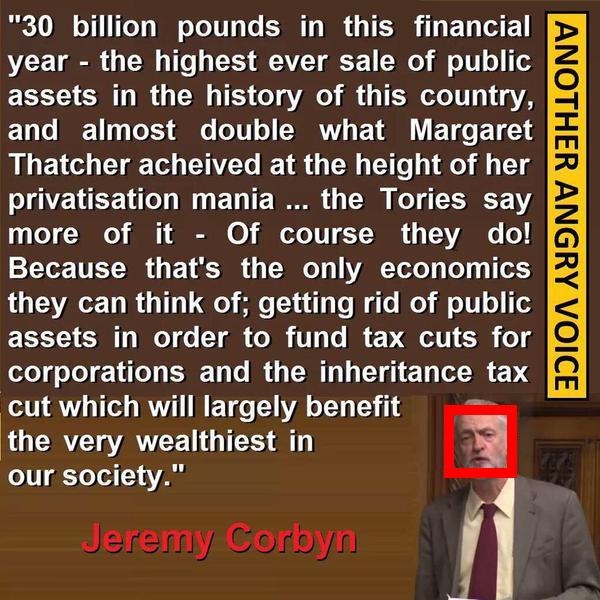 "30 billion pounds in this financial
year - the highest ever sale of public
assets in the history of this country,
and almost double what Margaret
Thatcher acheived at the height of her
privatisation mania ... the Tories say
more of it - Of course they do!
Because that's the only economics
they can think of; getting rid of public
assets in order to fund tax cuts for
corporations and the inheritance tax
cut which will largely benefit
the very wealthiest in
our society."
Jeremy Corbyn
ANOTHER ANGRY VOICE